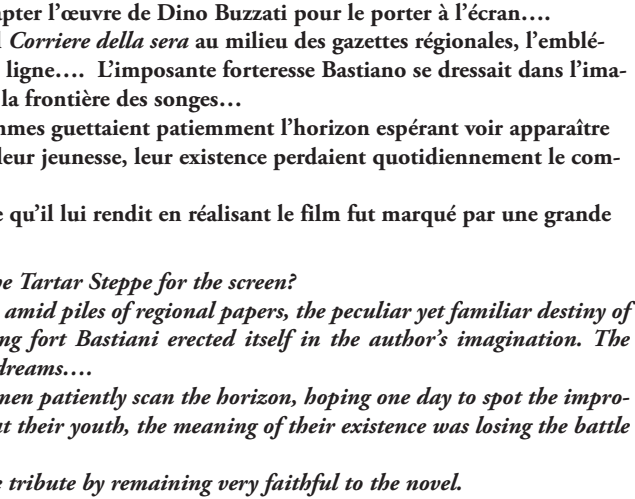 apter l’œuvre de Dino Buzzati pour le porter à l’écran….
Corriere della sera au milieu des gazettes régionales, l’emblé-
ligne…. L’imposante forteresse Bastiano se dressait dans l’ima-
la frontière des songes…
mmes guettaient patiemment l’horizon espérant voir apparaître
leur jeunesse, leur existence perdaient quotidiennement le com-
e qu’il lui rendit en réalisant le film fut marqué par une grande
e Tartar Steppe for the screen?
amid piles of regional papers, the peculiar yet familiar destiny of
ng fort Bastiani erected itself in the author’s imagination. The
dreams….
men patiently scan the horizon, hoping one day to spot the impro-
t their youth, the meaning of their existence was losing the battle
e tribute by remaining very faithful to the novel.